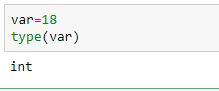 var=18
type(var)
int